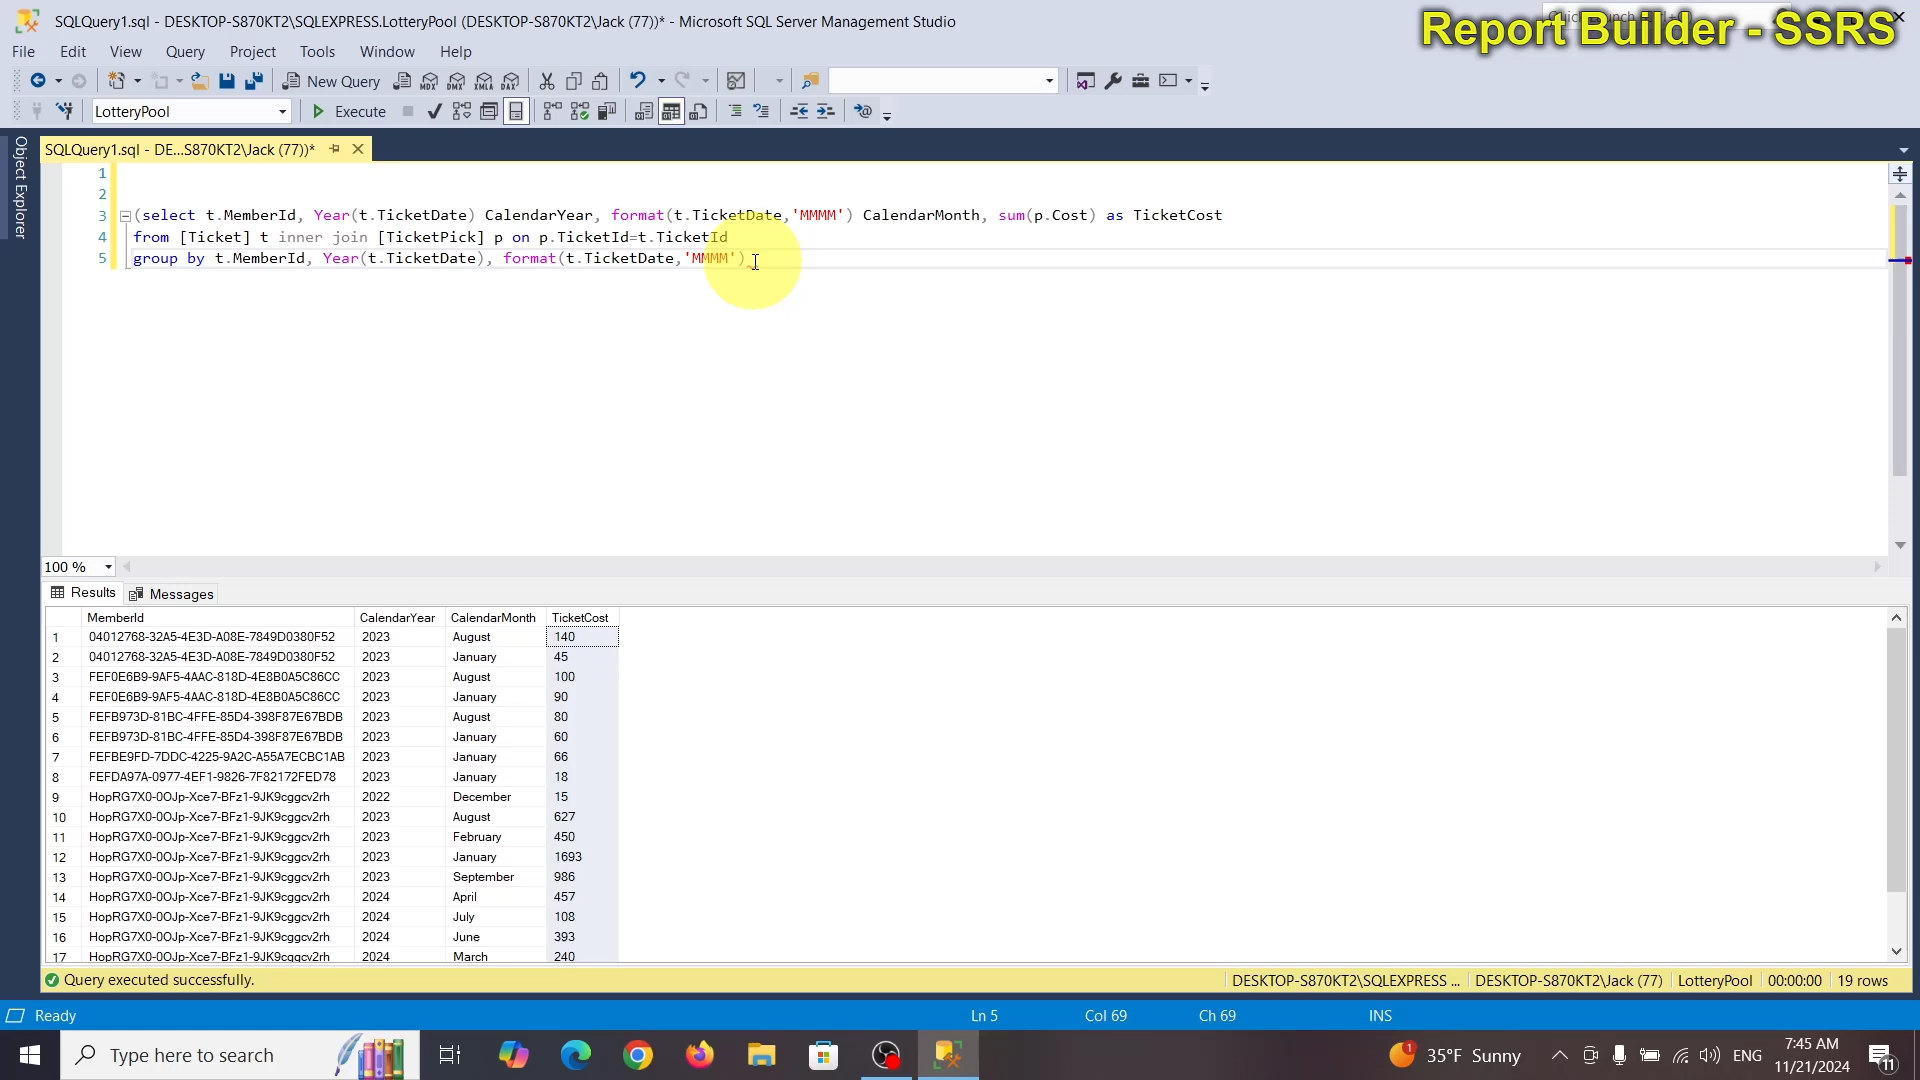 SQLQuery1.sql - DESKTOP-S870KT2\SQLEXPRESS.LotteryPool (DESKTOP-S870KT2\Jack (77))* - Microsoft SQL Server Management Studio
Report Builder - SSRS
File Edit View Query Project Tools Window Help
New Query MDX DMX XMLA DAX
LotteryPool Execute
SQLQuery1.sql - DE...S870KT2\Jack (77))*
Object Explorer
1
2
3 (select t.MemberId, Year(t.TicketDate) CalendarYear, format(t.TicketDate,'MMMM') CalendarMonth, sum(p.Cost) as TicketCost
4 from [Ticket] t inner join [TicketPick] p on p.TicketId=t.TicketId
5 group by t.MemberId, Year(t.TicketDate), format(t.TicketDate,'MMMM')
100 %
Results Messages
MemberId CalendarYear CalendarMonth TicketCost
1 04012768-32A5-4E3D-A08E-7849D0380F52 2023 August 140
2 04012768-32A5-4E3D-A08E-7849D0380F52 2023 January 45
3 FEF0E6B9-9AF5-4AAC-818D-4E8B0A5C86CC 2023 August 100
4 FEF0E6B9-9AF5-4AAC-818D-4E8B0A5C86CC 2023 January 90
5 FEFB973D-81BC-4FFE-85D4-398F87E67BDB 2023 August 80
6 FEFB973D-81BC-4FFE-85D4-398F87E67BDB 2023 January 60
7 FEFBE9FD-7DDC-4225-9A2C-A55A7ECBC1AB 2023 January 66
8 FEFDA97A-0977-4EF1-9826-7F82172FED78 2023 January 18
9 HopRG7X0-0OJp-Xce7-BFz1-9JK9cggcv2rh 2022 December 15
10 HopRG7X0-0OJp-Xce7-BFz1-9JK9cggcv2rh 2023 August 627
11 HopRG7X0-0OJp-Xce7-BFz1-9JK9cggcv2rh 2023 February 450
12 HopRG7X0-0OJp-Xce7-BFz1-9JK9cggcv2rh 2023 January 1693
13 HopRG7X0-0OJp-Xce7-BFz1-9JK9cggcv2rh 2023 September 986
14 HopRG7X0-0OJp-Xce7-BFz1-9JK9cggcv2rh 2024 April 457
15 HopRG7X0-0OJp-Xce7-BFz1-9JK9cggcv2rh 2024 July 108
16 HopRG7X0-0OJp-Xce7-BFz1-9JK9cggcv2rh 2024 June 393
17 HopRG7X0-0OJp-Xce7-BFz1-9JK9cggcv2rh 2024 March 240
Query executed successfully. DESKTOP-S870KT2\SQLEXPRESS ... DESKTOP-S870KT2\Jack (77) LotteryPool 00:00:00 19 rows
Ready Ln 5 Col 69 Ch 69 INS
Type here to search 1 35°F Sunny ENG 7:45 AM 11
11/21/2024